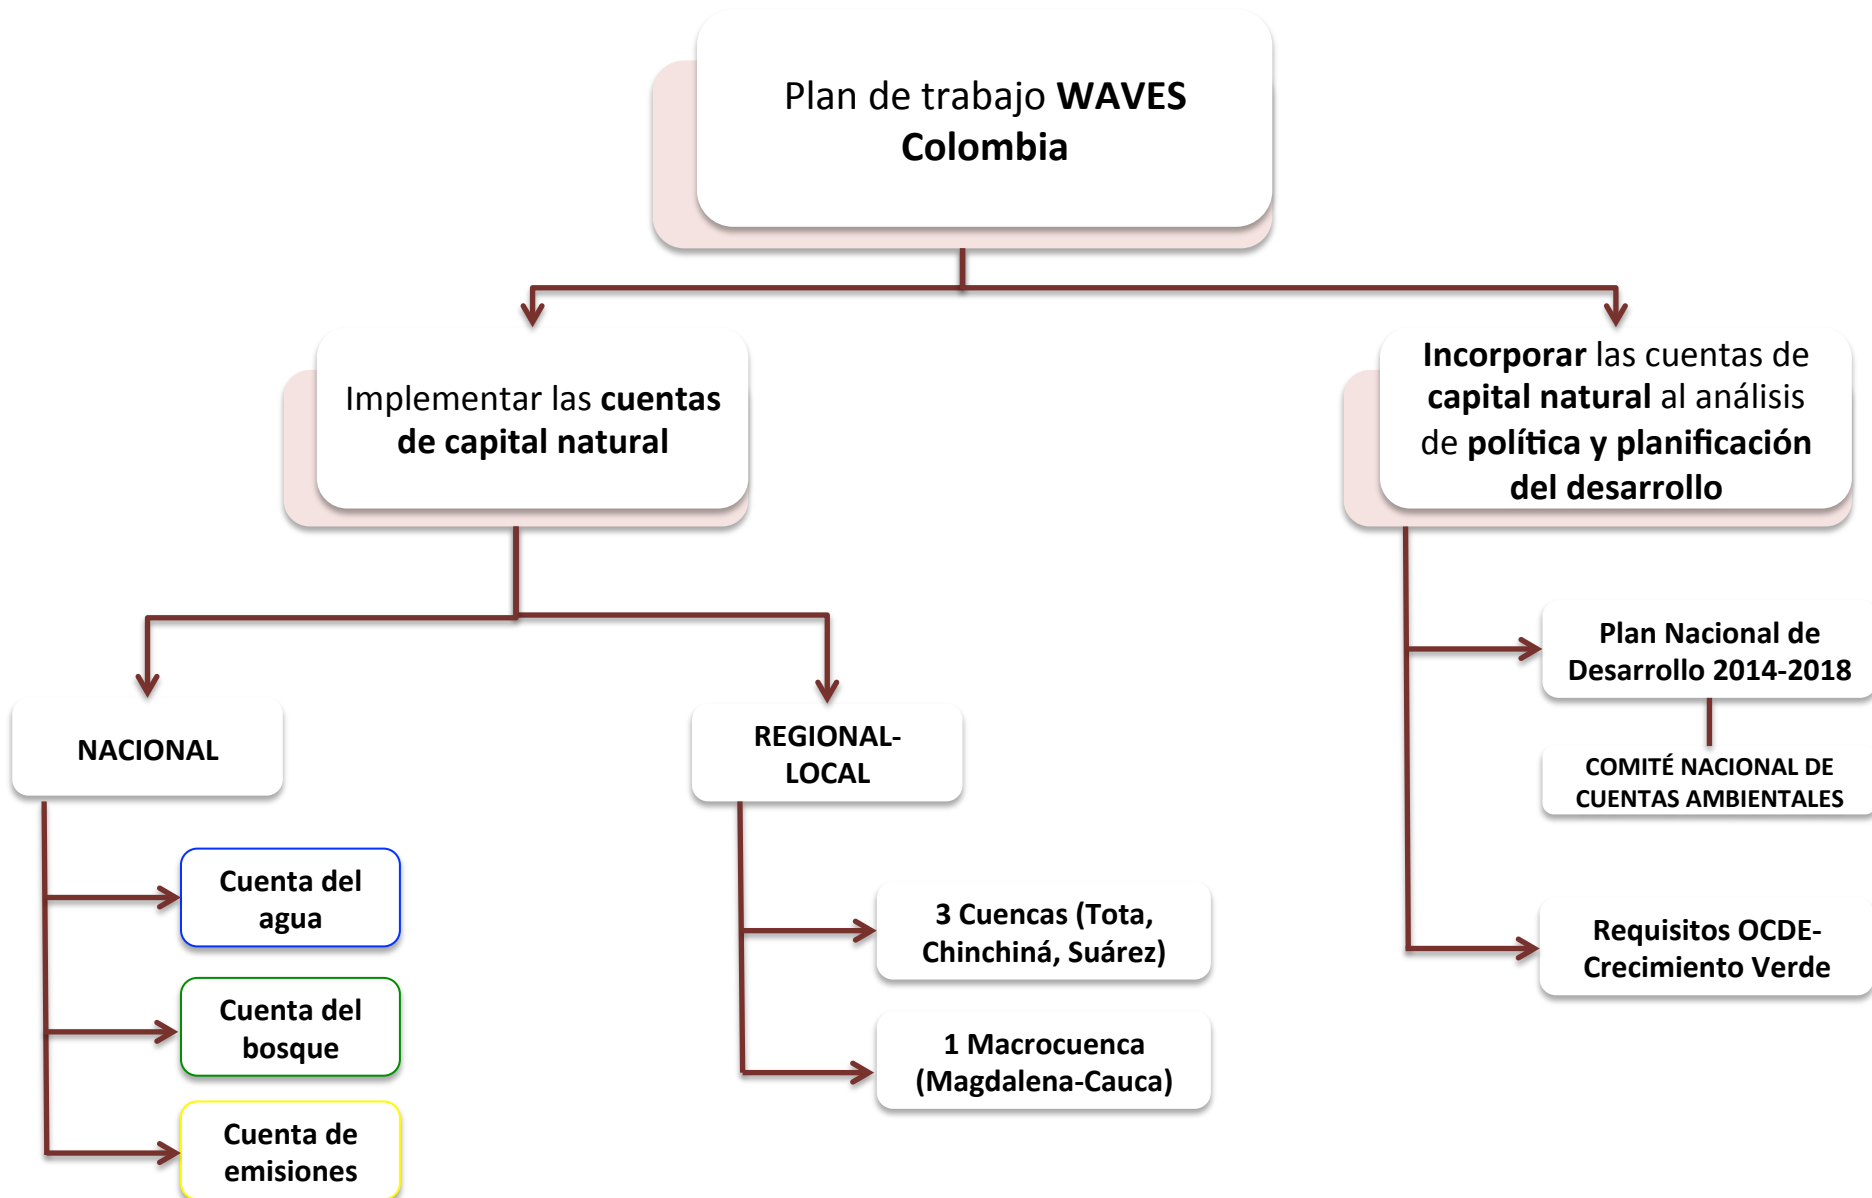 Plan de trabajo WAVES
Colombia
Implementar las cuentas
de capital natural
Incorporar las cuentas de
capital natural al análisis
de política y planificación
del desarrollo
NACIONAL
REGIONAL-
LOCAL
Cuenta del
agua
Cuenta del
bosque
Cuenta de
emisiones
3 Cuencas (Tota,
Chinchiná, Suárez)
1 Macrocuenca
(Magdalena-Cauca)
Plan Nacional de
Desarrollo 2014-2018
COMITÉ NACIONAL DE
CUENTAS AMBIENTALES
Requisitos OCDE-
Crecimiento Verde